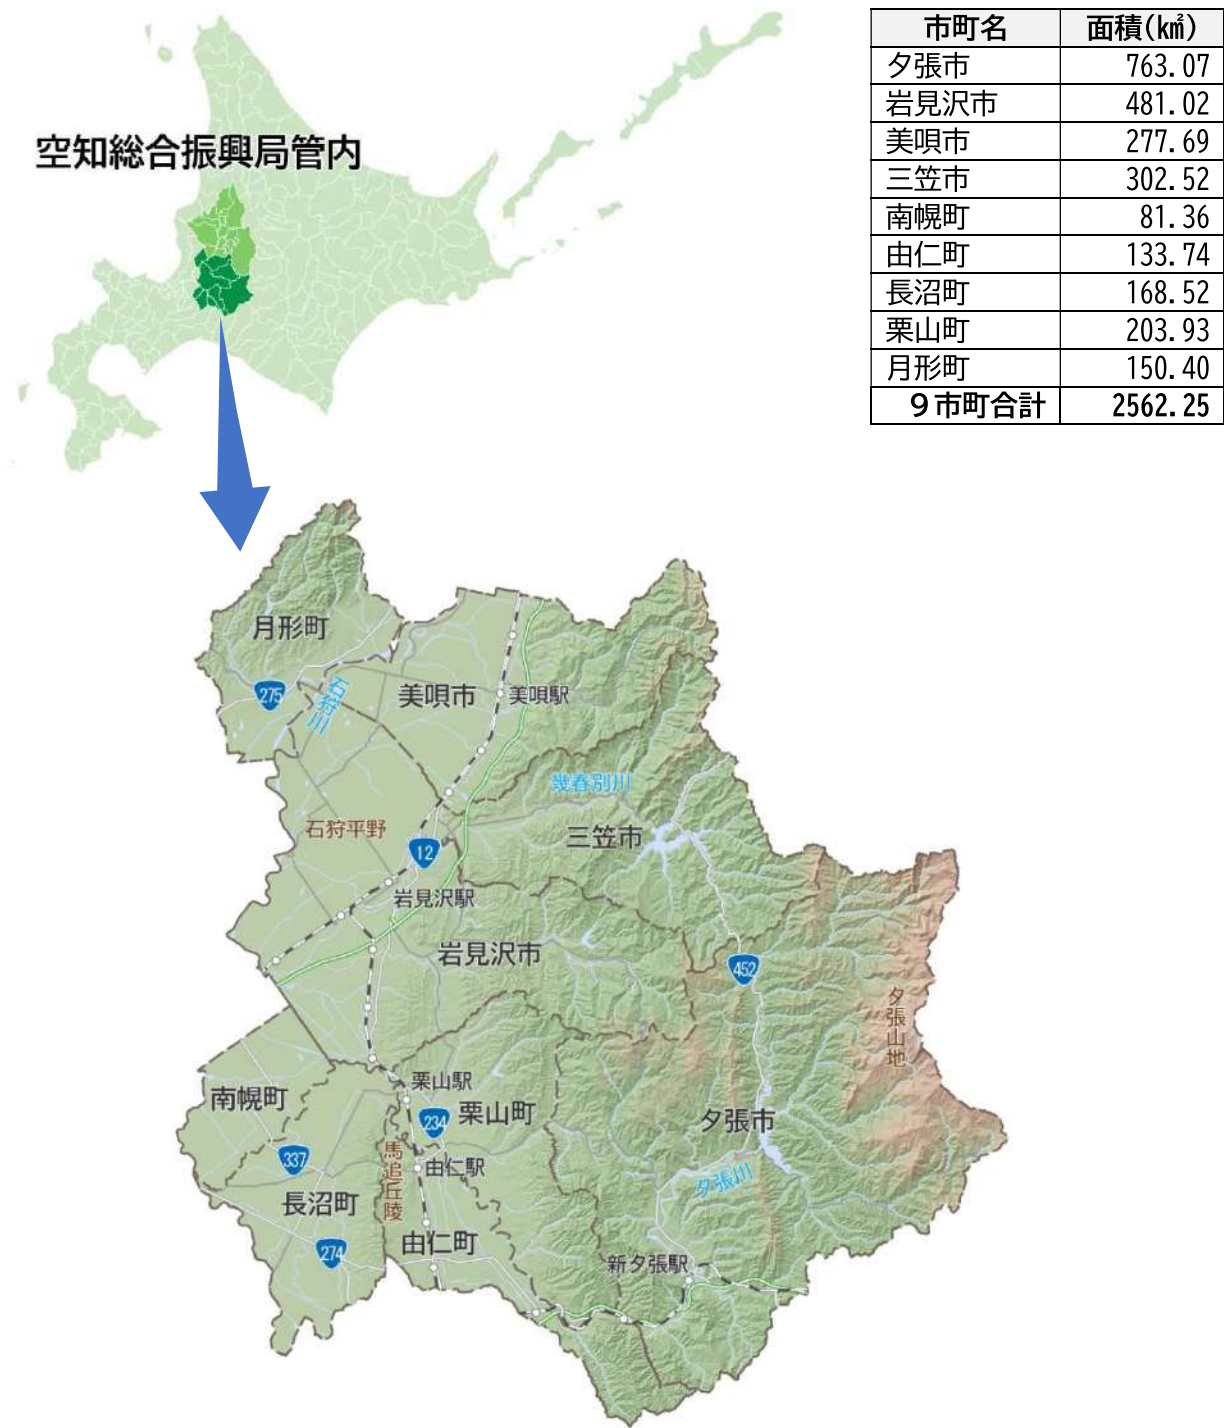 空知総合振興局管内
市町名 面積(㎢)
夕張市 763.07
岩見沢市 481.02
美唄市 277.69
三笠市 302.52
南幌町 81.36
由仁町 133.74
長沼町 168.52
栗山町 203.93
月形町 150.40
９市町合計 2562.25
月形町
275
石狩川
美唄市
美唄駅
幾春別川
石狩平野
三笠市
12
岩見沢駅
岩見沢市
452
夕張山地
栗山駅
南幌町
栗山町
234
夕張市
馬追丘陵
337
由仁駅
夕張川
長沼町
由仁町
274
新夕張駅